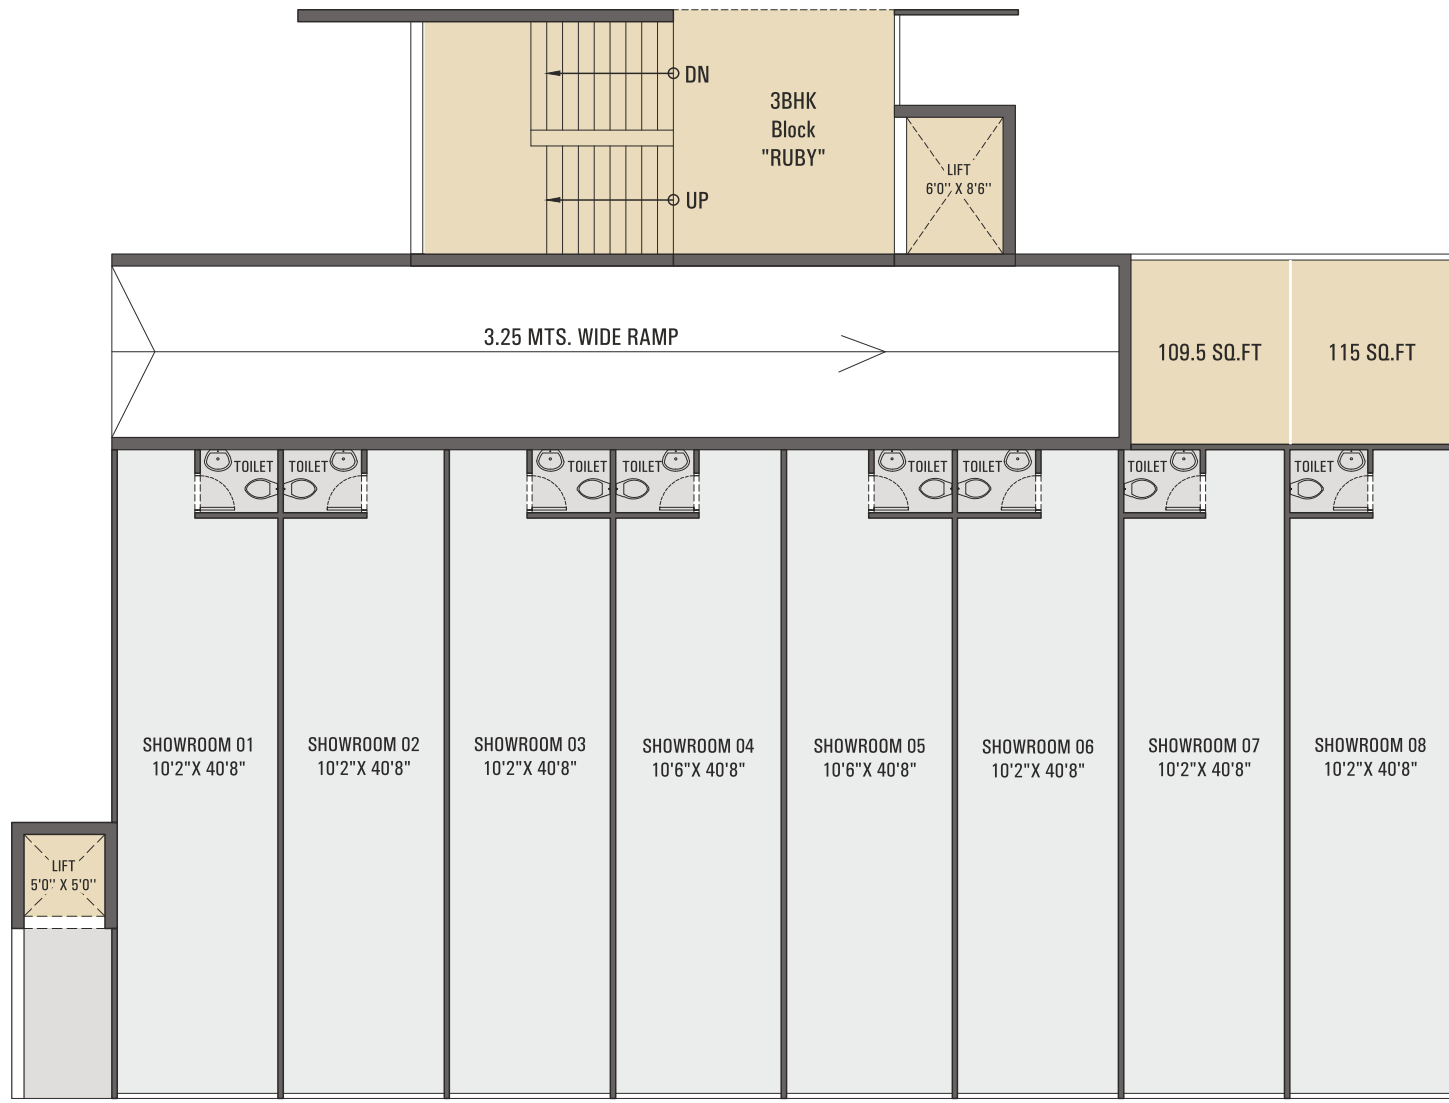 DN
3BHK
Block
"RUBY"
LIFT
6'0'' X 8'6''
UP
3.25 MTS. WIDE RAMP
109.5 SQ.FT
115 SQ.FT
TOILET
TOILET
TOILET
TOILET
TOILET
TOILET
TOILET
TOILET
SHOWROOM 01
10'2"X 40'8"
SHOWROOM 02
10'2"X 40'8"
SHOWROOM 03
10'2"X 40'8"
SHOWROOM 04
10'6"X 40'8"
SHOWROOM 05
10'6"X 40'8"
SHOWROOM 06
10'2"X 40'8"
SHOWROOM 07
10'2"X 40'8"
SHOWROOM 08
10'2"X 40'8"
LIFT
5'0'' X 5'0''